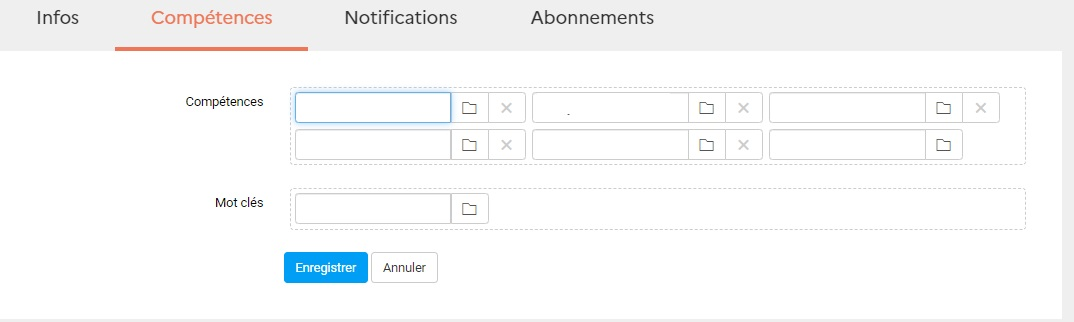 Infos Compétences Notifications Abonnements
Compétences
Mot clés
Enregistrer Annuler